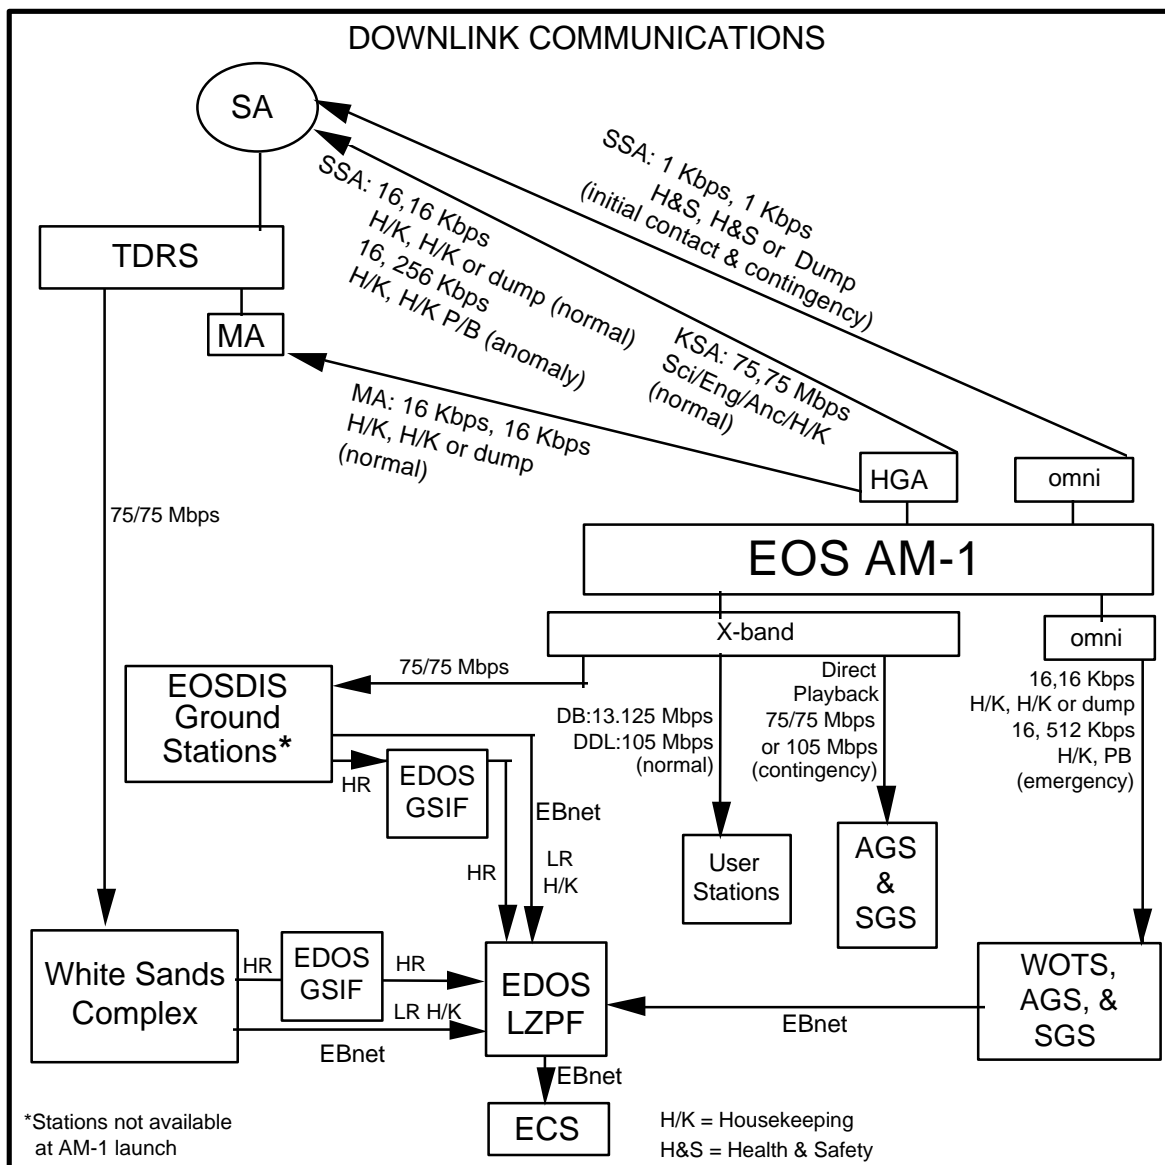 DOWNLINK COMMUNICATIONS
SA
SSA: 1 Kbps, 1 Kbps
H&S, H&S or Dump
(initial contact & contingency)
SSA: 16,16 Kbps
H/K, H/K or dump (normal)
16, 256 Kbps
H/K, H/K P/B (anomaly)
TDRS
MA
KSA: 75,75 Mbps
Sci/Eng/Anc/H/K
(normal)
MA: 16 Kbps, 16 Kbps
H/K, H/K or dump
(normal)
HGA
omni
75/75 Mbps
EOS AM-1
X-band
omni
75/75 Mbps
EOSDIS
Ground
Stations*
DB:13.125 Mbps
DDL:105 Mbps
(normal)
Direct
Playback
75/75 Mbps
or 105 Mbps
(contingency)
16,16 Kbps
H/K, H/K or dump
16, 512 Kbps
H/K, PB
(emergency)
HR
EDOS
GSIF
EBnet
HR
LR
H/K
User
Stations
AGS
&
SGS
White Sands
Complex
HR
EDOS
GSIF
HR
LR H/K
EBnet
EDOS
LZPF
EBnet
WOTS,
AGS, &
SGS
EBnet
ECS
*Stations not available
at AM-1 launch
H/K = Housekeeping
H&S = Health & Safety